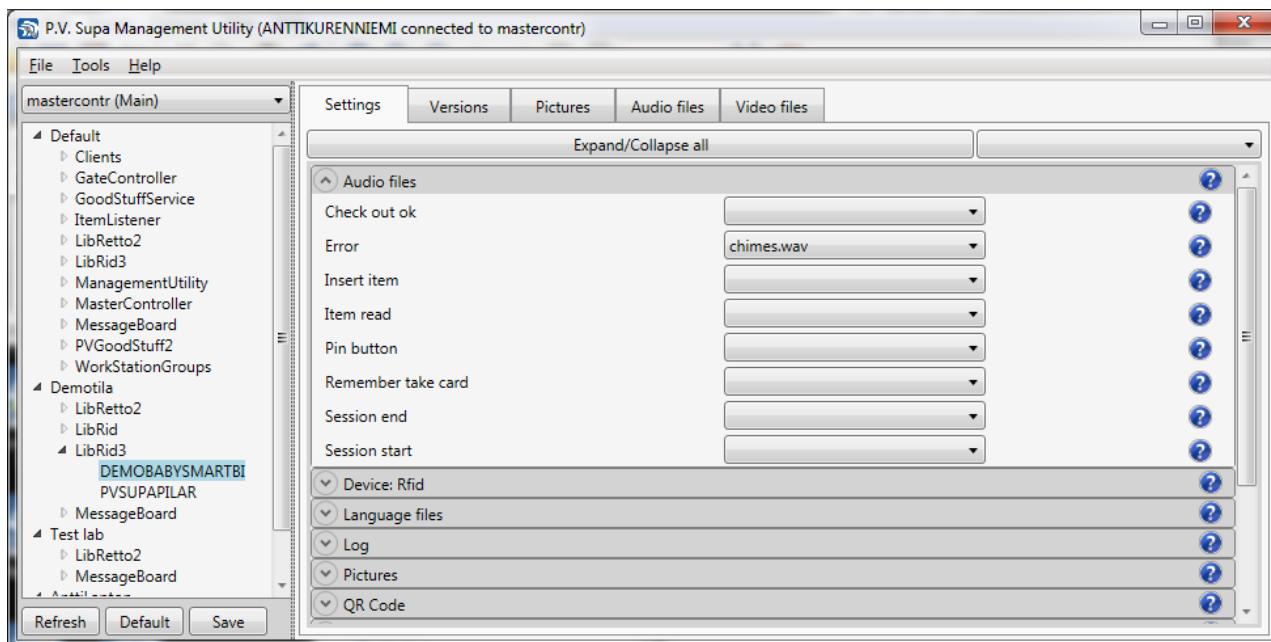 P.V. Supa Management Utility (ANTTIKURENNIEMI connected to mastercontr)
File Tools Help
mastercontr (Main)
Default
Clients
GateController
GoodStuffService
ItemListener
LibRetto2
LibRid3
ManagementUtility
MasterController
MessageBoard
PVGoodStuff2
WorkStationGroups
Demotila
LibRetto2
LibRid
LibRid3
DEMOBABYSMARTBI
PVSUPAPILAR
MessageBoard
Test lab
LibRetto2
MessageBoard
Refresh Default Save
Settings Versions Pictures Audio files Video files
Expand/Collapse all
Audio files
Check out ok
Error chimes.wav
Insert item
Item read
Pin button
Remember take card
Session end
Session start
Device: Rfid
Language files
Log
Pictures
QR Code